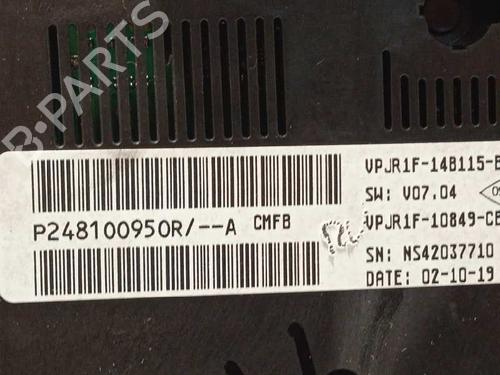 B-PARTS
VPJR1F-14B115-E
SW: V07.04
P248100950R/--A CMFB
VPJR1F-10849-CE
SN: NS42037710
DATE: 02-10-19